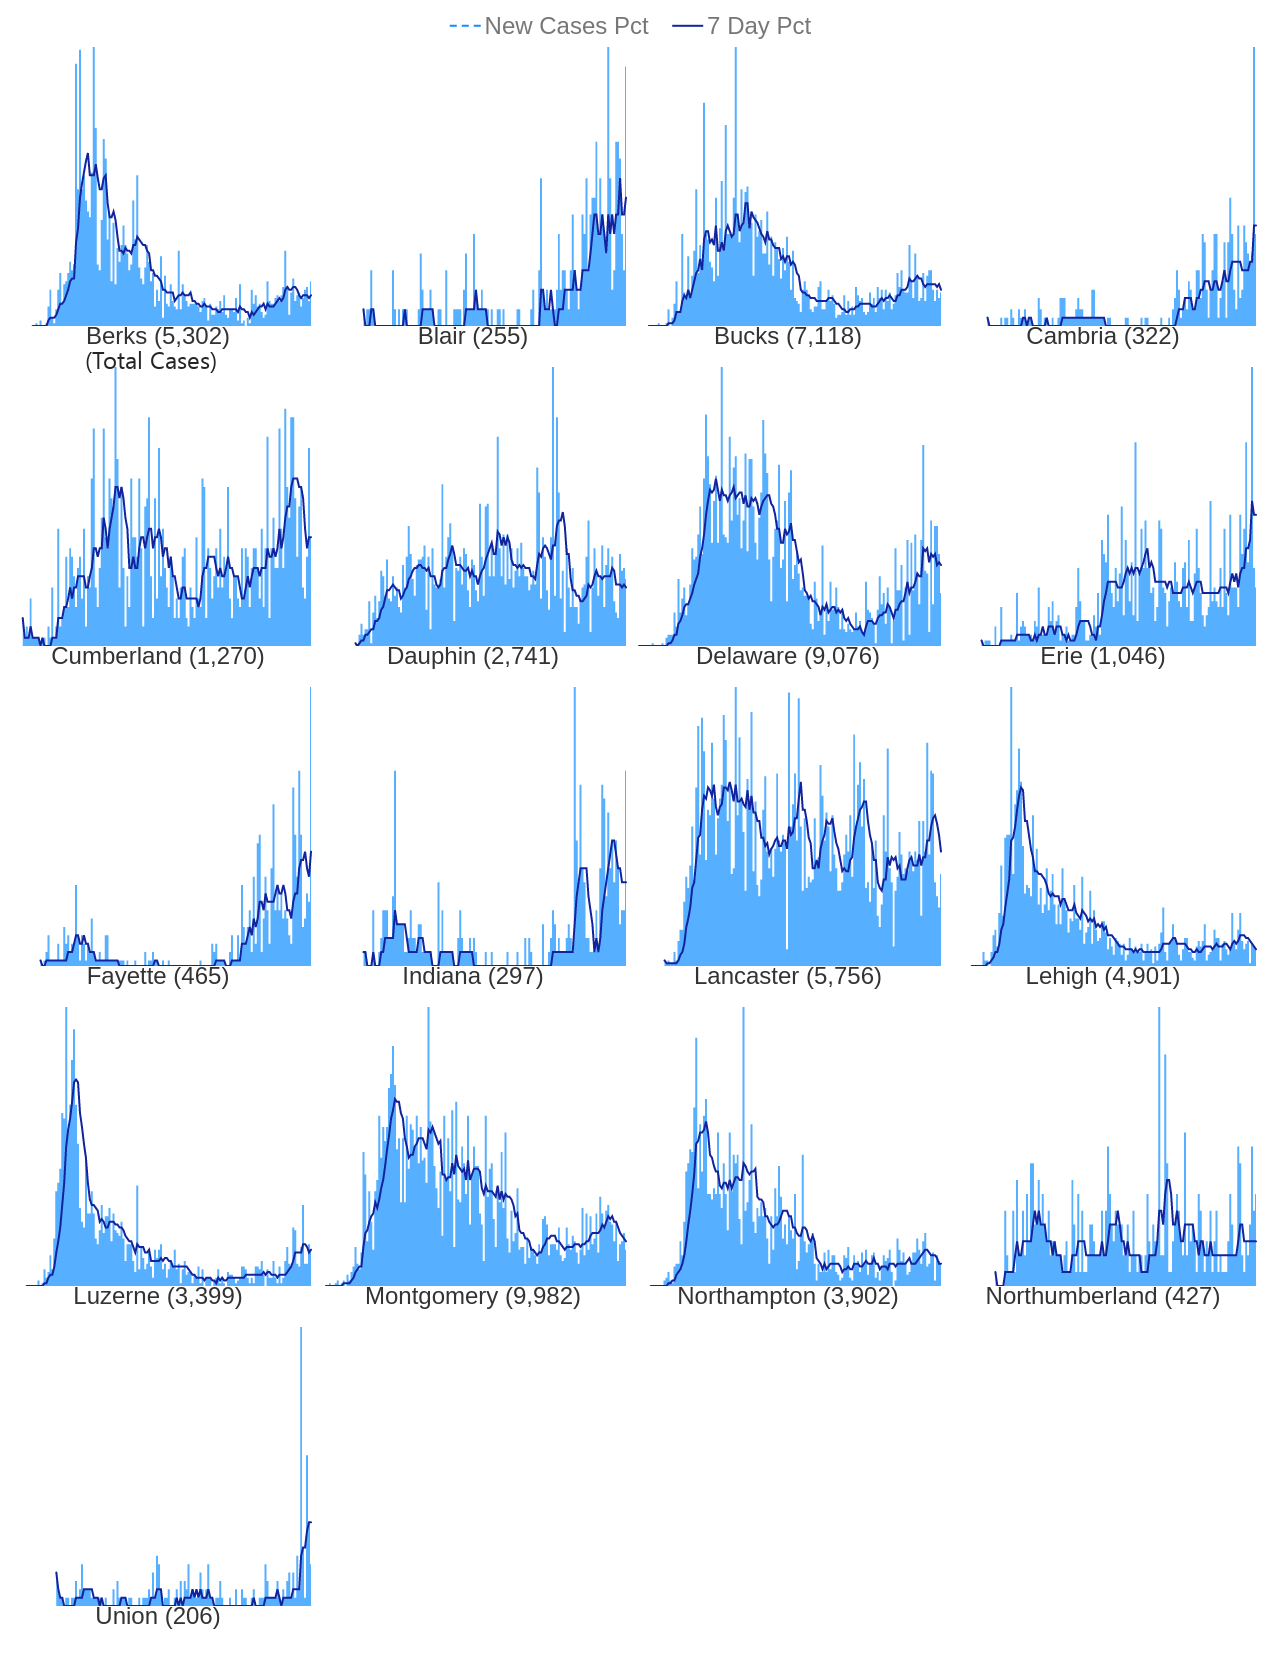 New Cases Pct 7 Day Pct
Berks (5,302) Blair (255) Bucks (7,118) Cambria (322)
(Total Cases)
Cumberland (1,270) Dauphin (2,741) Delaware (9,076) Erie (1,046)
Fayette (465) Indiana (297) Lancaster (5,756) Lehigh (4,901)
Luzerne (3,399) Montgomery (9,982) Northampton (3,902) Northumberland (427)
Union (206)